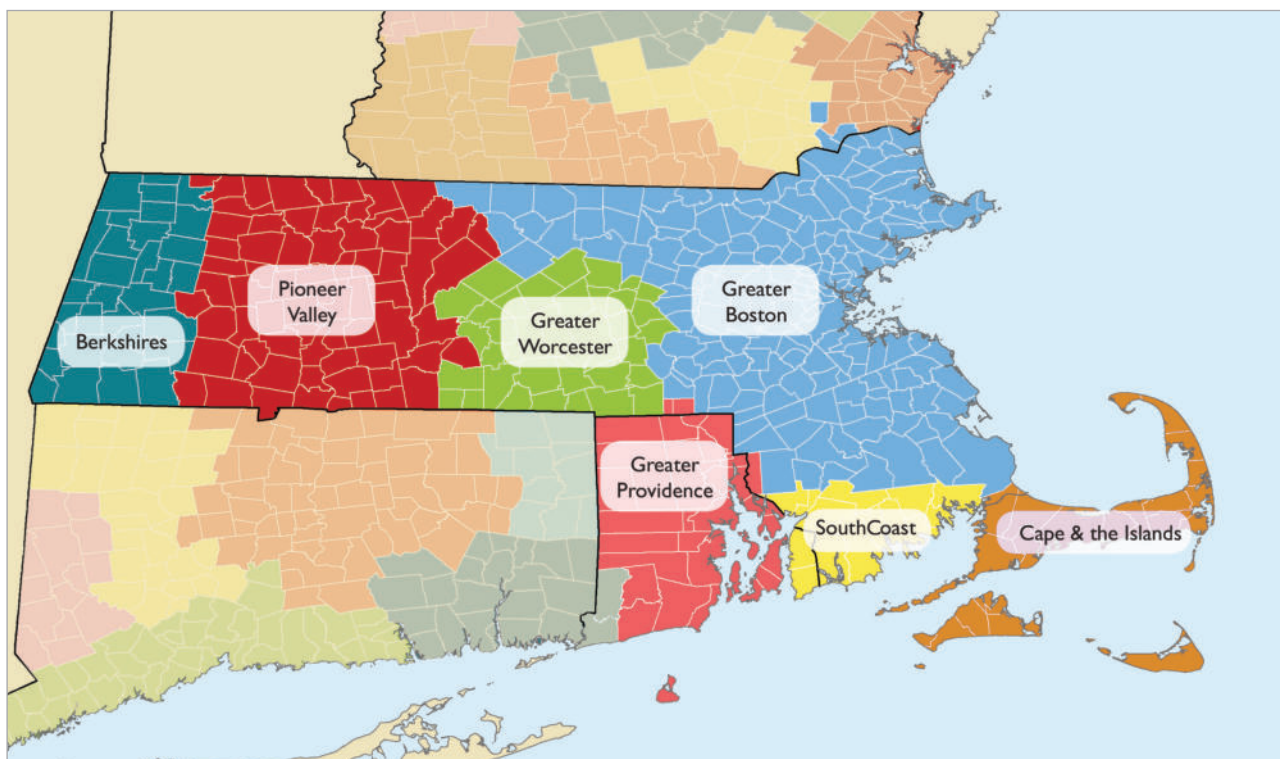 Berkshires
Pioneer
Valley
Greater
Worcester
Greater
Boston
Greater
Providence
SouthCoast
Cape & the Islands